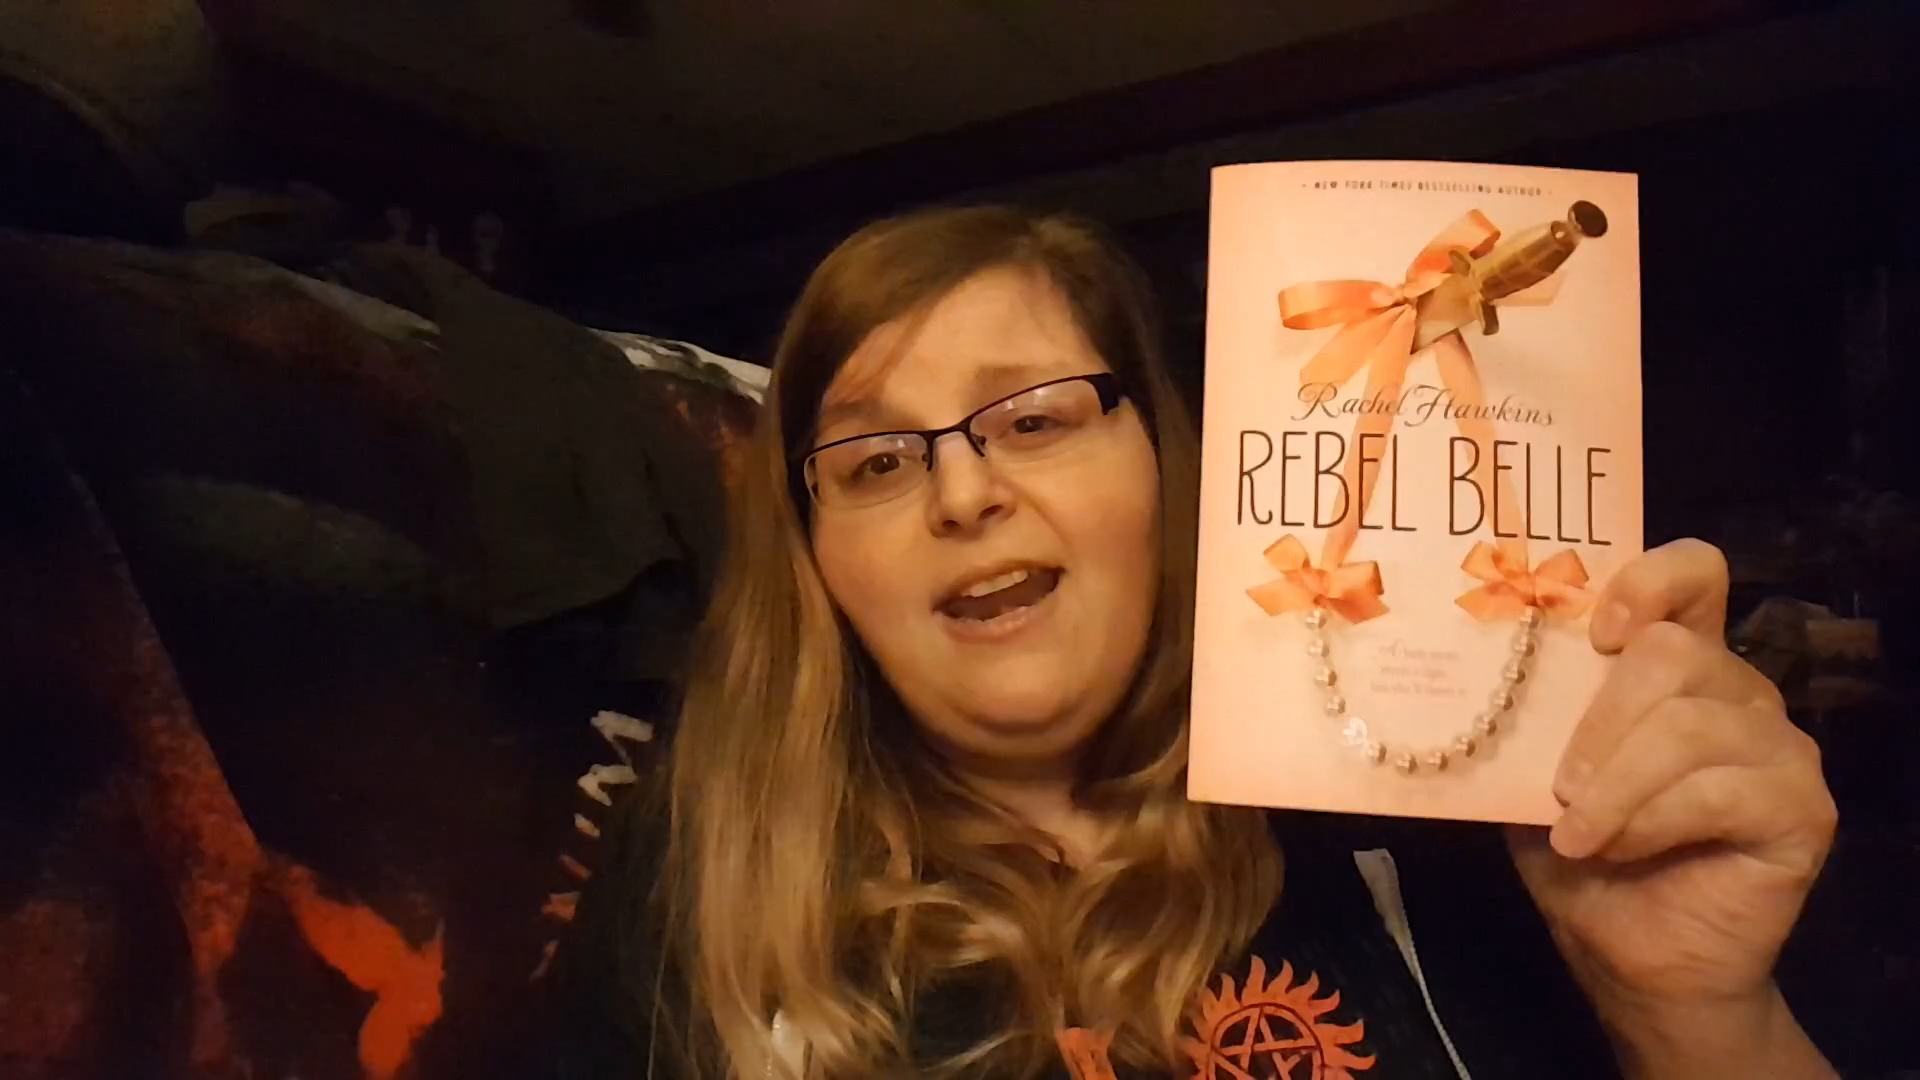 - NEW YORK TIMES BESTSELLING AUTHOR -
Rachel Hawkins
REBEL BELLE